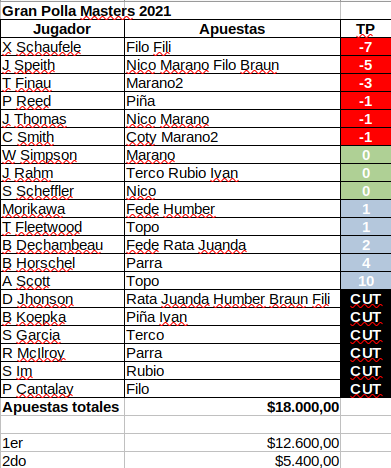 Gran Polla Masters 2021
Jugador Apuestas TP
X Schaufele Filo Fili -7
J Speith Nico Marano Filo Braun -5
T Finau Marano2 -3
P Reed Piña -1
J Thomas Nico Marano -1
C Smith Coty Marano2 -1
W Simpson Marano 0
J Rahm Terco Rubio Ivan 0
S Scheffler Nico 0
Morikawa Fede Humber 1
T Fleetwood Topo 1
B Dechambeau Fede Rata Juanda 2
B Horschel Parra 4
A Scott Topo 10
D Jhonson Rata Juanda Humber Braun Fili CUT
B Koepka Piña Ivan CUT
S Garcia Terco CUT
R McIlroy Parra CUT
S Im Rubio CUT
P Cantalay Filo CUT
Apuestas totales $18.000,00
1er $12.600,00
2do $5.400,00